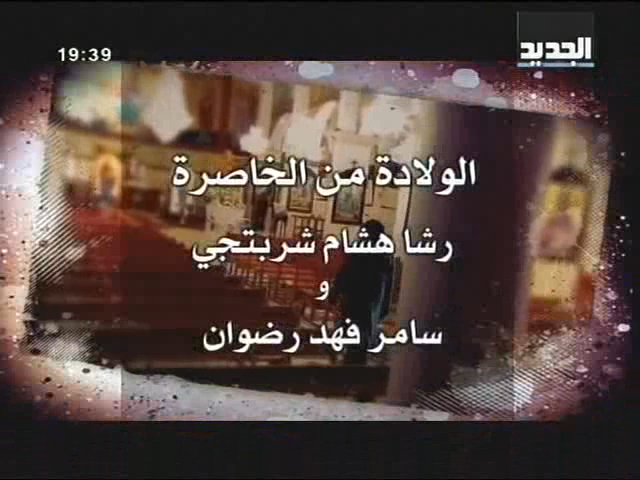 19:39
الجديد
الولادة من الخاصرة
رشا هشام شربتجي
و
سامر فهد رضوان